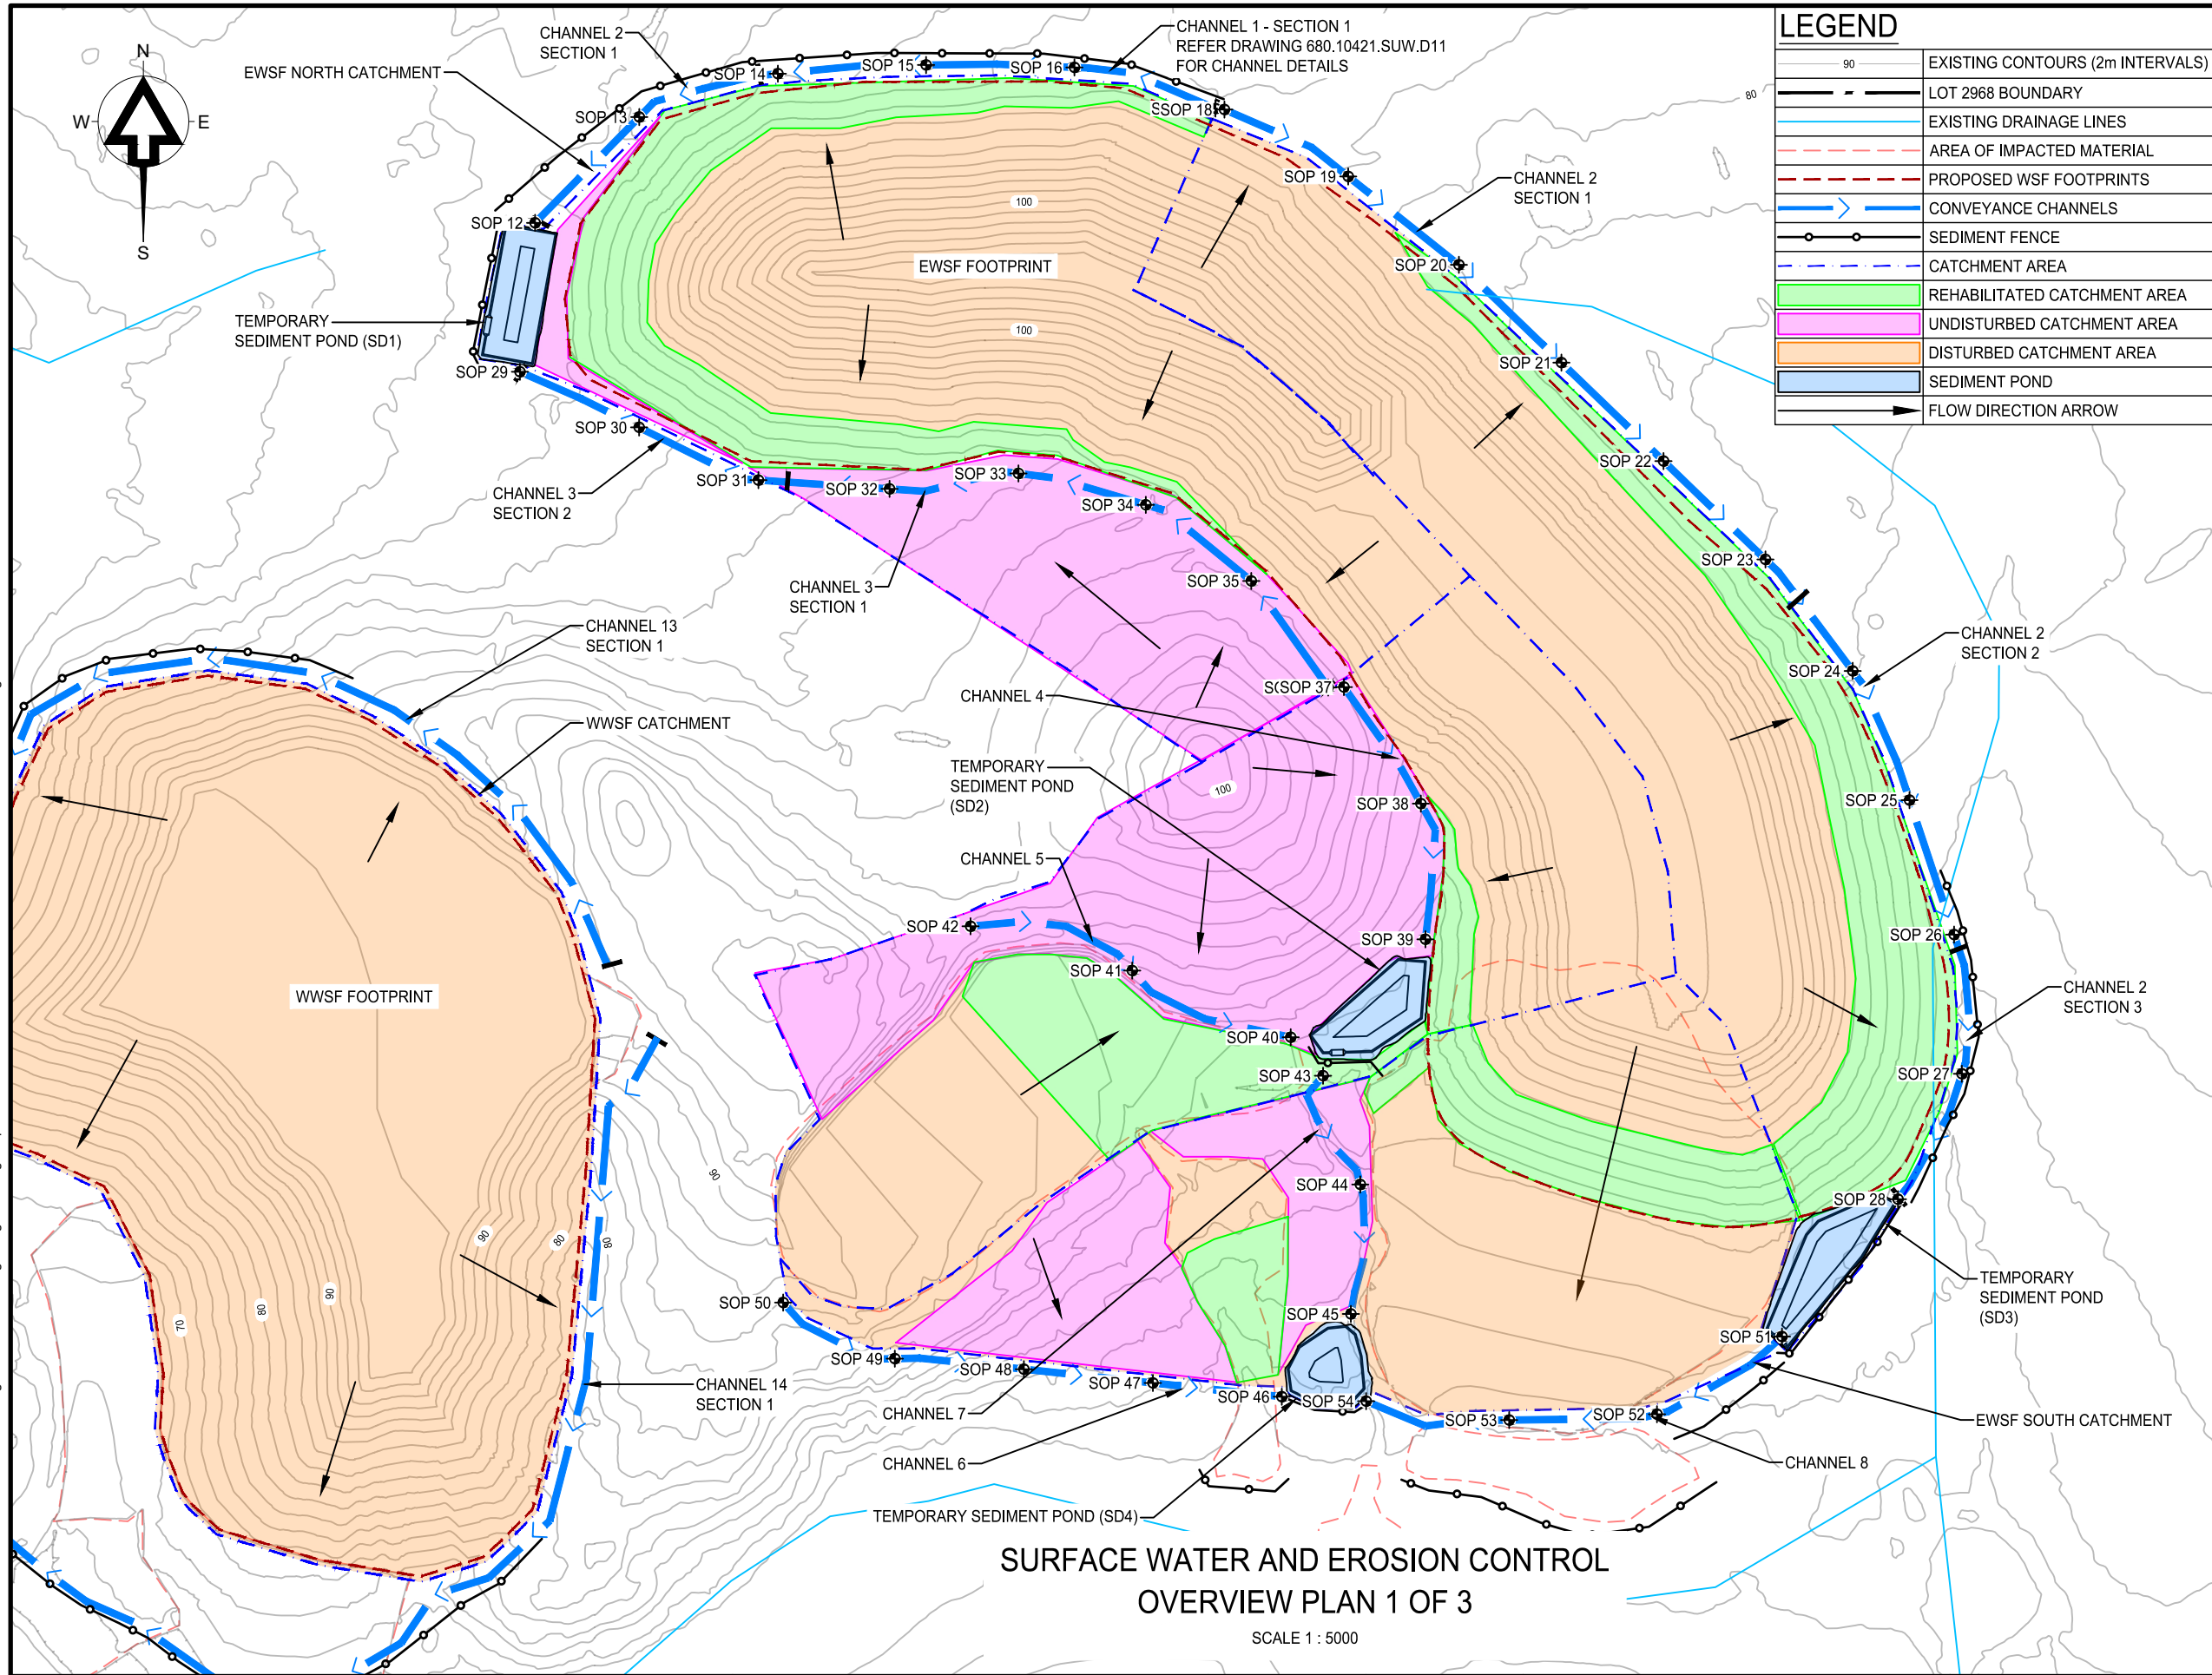 LEGEND
90
EXISTING CONTOURS (2m INTERVALS)
LOT 2968 BOUNDARY
EXISTING DRAINAGE LINES
AREA OF IMPACTED MATERIAL
PROPOSED WSF FOOTPRINTS
CONVEYANCE CHANNELS
SEDIMENT FENCE
CATCHMENT AREA
REHABILITATED CATCHMENT AREA
UNDISTURBED CATCHMENT AREA
DISTURBED CATCHMENT AREA
SEDIMENT POND
FLOW DIRECTION ARROW
N
W
E
S
CHANNEL 2
SECTION 1
EWSF NORTH CATCHMENT
CHANNEL 1 - SECTION 1
REFER DRAWING 680.10421.SUW.D11
FOR CHANNEL DETAILS
80
SOP 14
SOP 15
SOP 16
SOP 13
SSOP 18
SOP 19
CHANNEL 2
SECTION 1
SOP 12
100
SOP 20
EWSF FOOTPRINT
TEMPORARY
SEDIMENT POND (SD1)
100
SOP 29
SOP 21
SOP 30
SOP 22
SOP 31
SOP 32
SOP 33
SOP 34
CHANNEL 3
SECTION 2
SOP 23
SOP 35
CHANNEL 3
SECTION 1
CHANNEL 13
SECTION 1
CHANNEL 2
SECTION 2
SOP 24
S(SOP 37
CHANNEL 4
WWSF CATCHMENT
TEMPORARY
SEDIMENT POND
(SD2)
100
SOP 38
SOP 25
CHANNEL 5
SOP 42
SOP 39
SOP 26
SOP 41
WWSF FOOTPRINT
CHANNEL 2
SECTION 3
SOP 40
SOP 43
SOP 27
90
SOP 44
SOP 28
90
80
80
TEMPORARY
SEDIMENT POND
(SD3)
90
80
70
SOP 50
SOP 45
SOP 51
SOP 49
SOP 48
SOP 47
SOP 46
SOP 54
SOP 53
SOP 52
CHANNEL 14
SECTION 1
CHANNEL 7
EWSF SOUTH CATCHMENT
CHANNEL 6
CHANNEL 8
TEMPORARY SEDIMENT POND (SD4)
SURFACE WATER AND EROSION CONTROL
OVERVIEW PLAN 1 OF 3
SCALE 1 : 5000